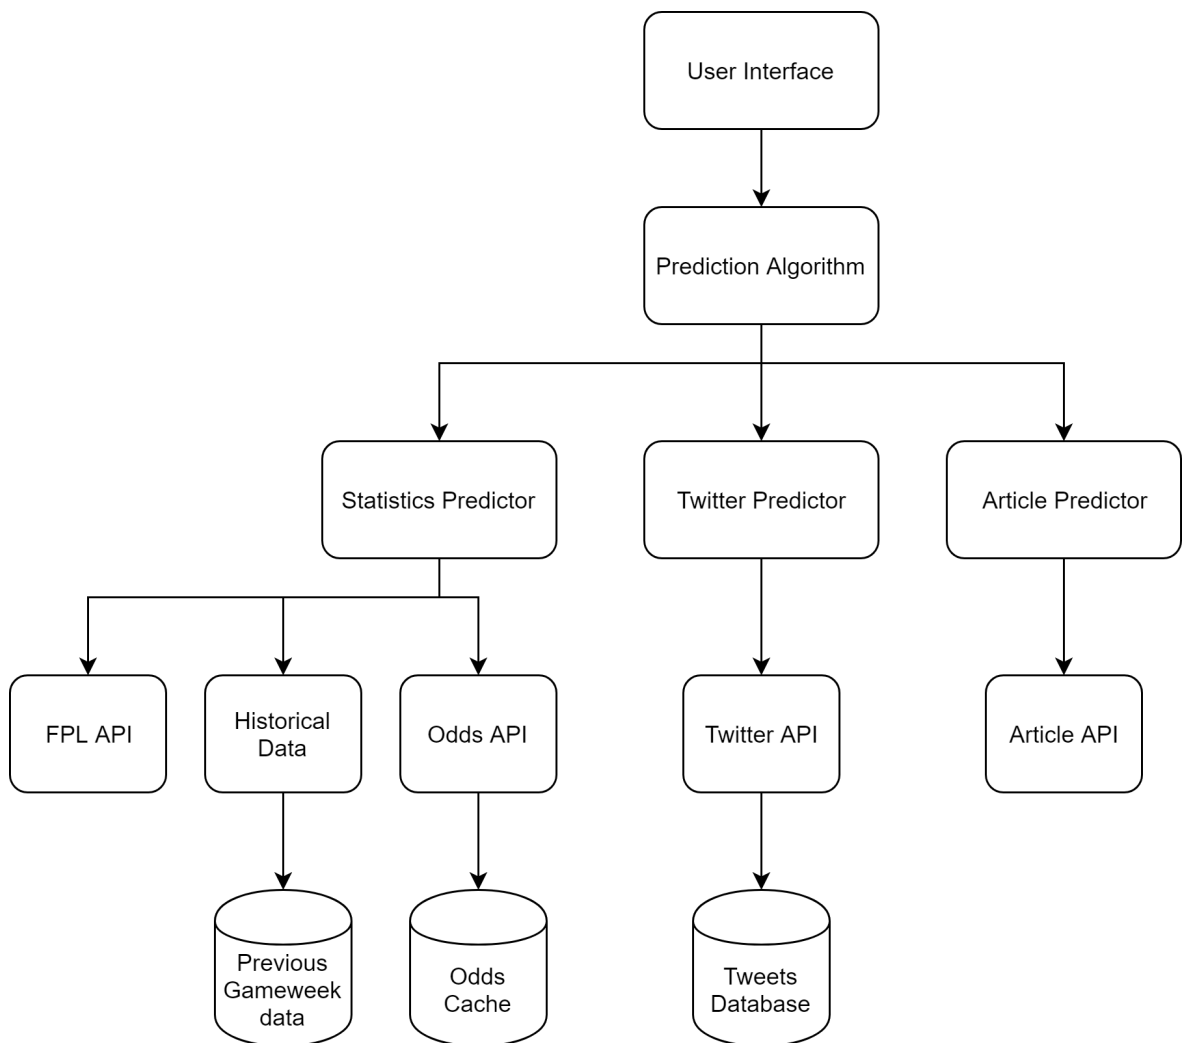 User Interface
Prediction Algorithm
Statistics Predictor
Twitter Predictor
Article Predictor
FPL API
Historical
Data
Odds API
Twitter API
Article API
Previous
Gameweek
data
Odds
Cache
Tweets
Database